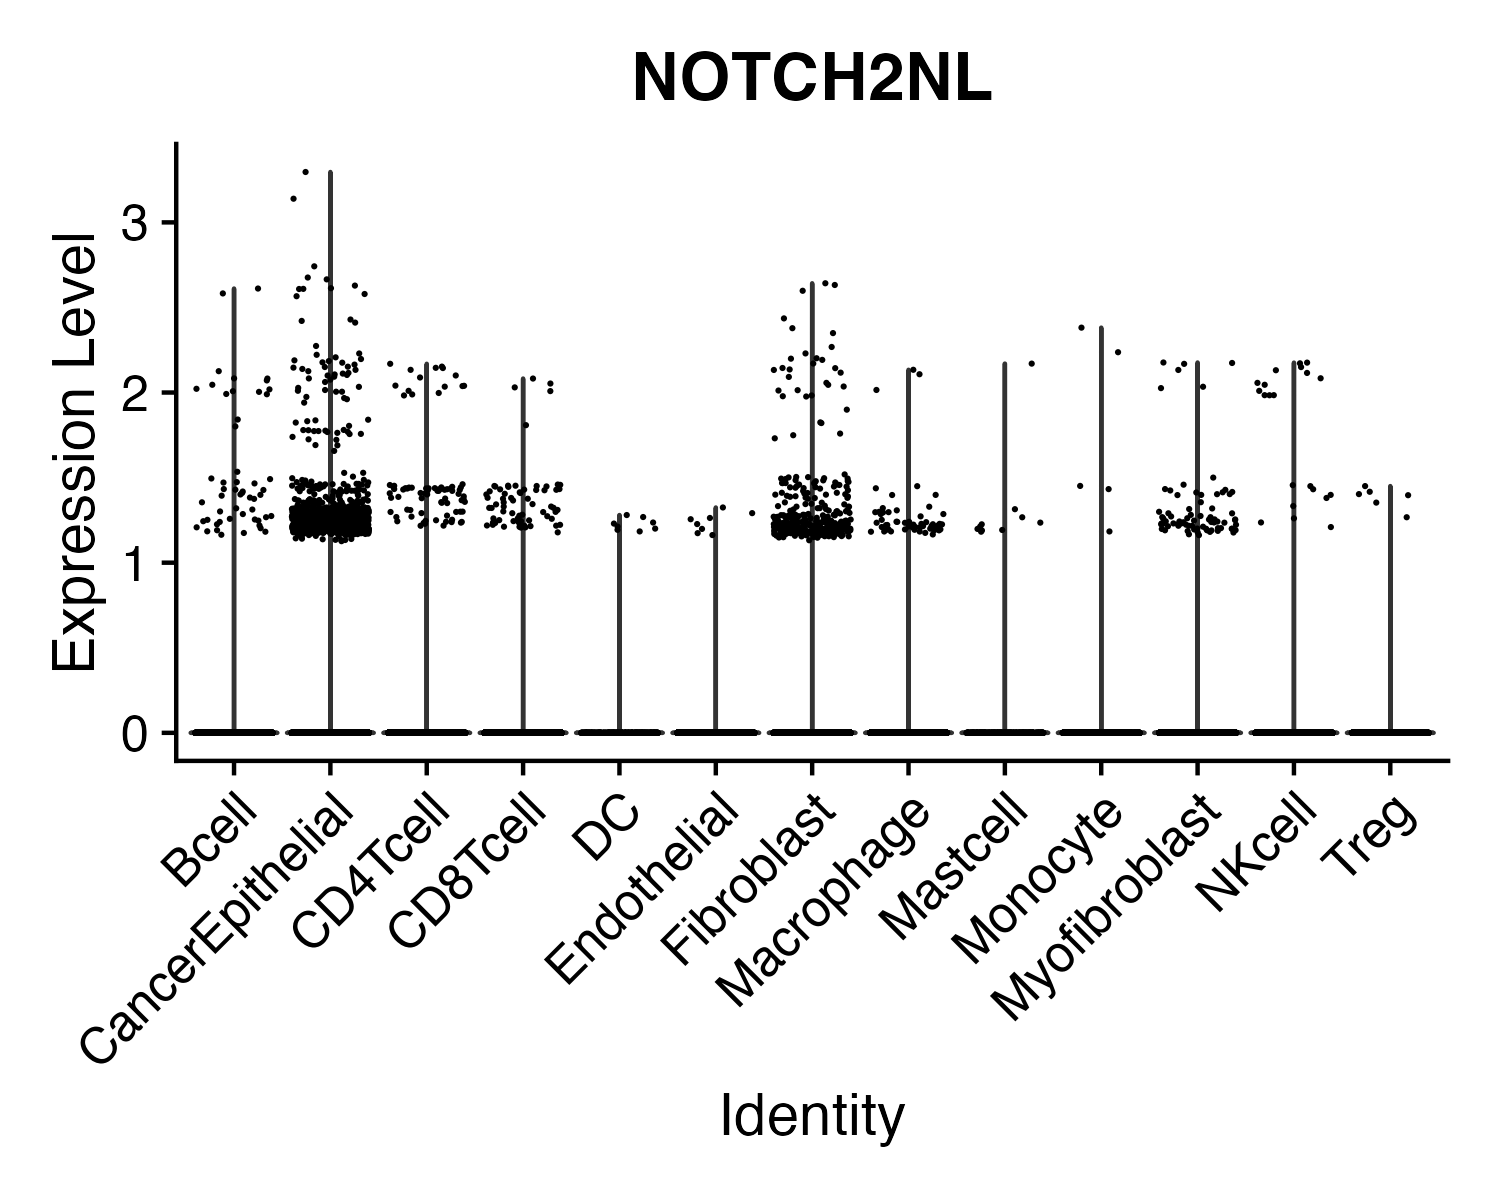 NOTCH2NL
Expression Level
3
2
1
0
Bcell
CancerEpithelial
CD4Tcell
CD8Tcell
DC
Endothelial
Fibroblast
Macrophage
Mastcell
Monocyte
Myofibroblast
NKcell
Treg
Identity